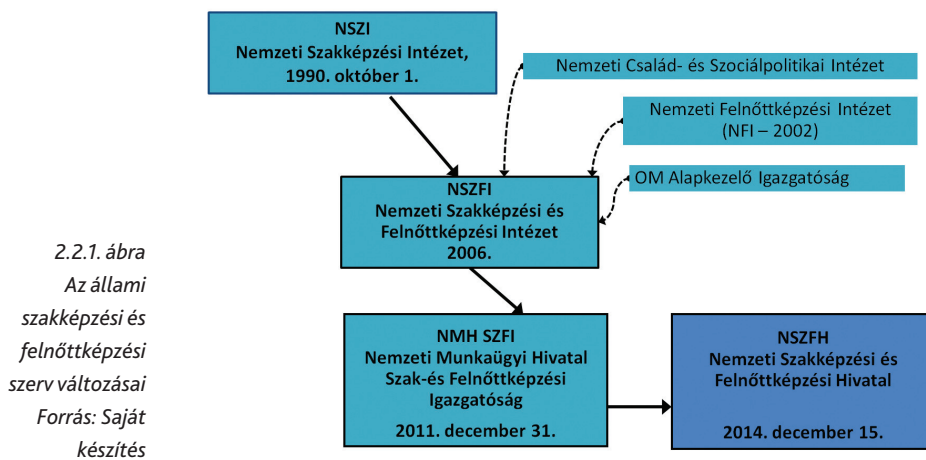 NSZI
Nemzeti Szakképzési Intézet,
1990. október 1.
Nemzeti Család- és Szociálpolitikai Intézet
Nemzeti Felnőttképzési Intézet
(NFI – 2002)
OM Alapkezelő Igazgatóság
NSZFI
Nemzeti Szakképzési és
Felnőttképzési Intézet
2006.
NMH SZFI
Nemzeti Munkaügyi Hivatal
Szak-és Felnőttképzési
Igazgatóság
2011. december 31.
NSZFH
Nemzeti Szakképzési és
Felnőttképzési Hivatal
2014. december 15.
2.2.1. ábra
Az állami
szakképzési és
felnőttképzési
szerv változásai
Forrás: Saját
készítés